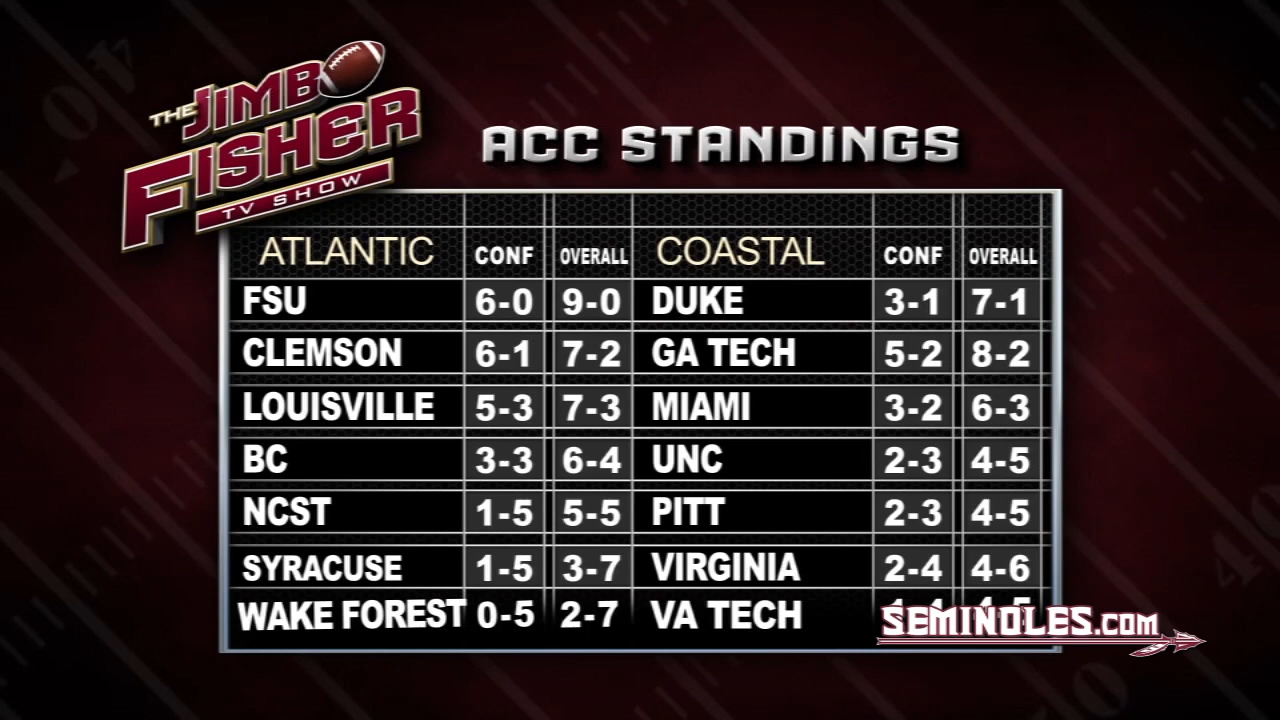 THE JIMBO
FISHER
TV SHOW
ACC STANDINGS
ATLANTIC CONF OVERALL COASTAL CONF OVERALL
FSU 6-0 9-0 DUKE 3-1 7-1
CLEMSON 6-1 7-2 GA TECH 5-2 8-2
LOUISVILLE 5-3 7-3 MIAMI 3-2 6-3
BC 3-3 6-4 UNC 2-3 4-5
NCST 1-5 5-5 PITT 2-3 4-5
SYRACUSE 1-5 3-7 VIRGINIA 2-4 4-6
WAKE FOREST 0-5 2-7 VA TECH
SEMINOLES.COM